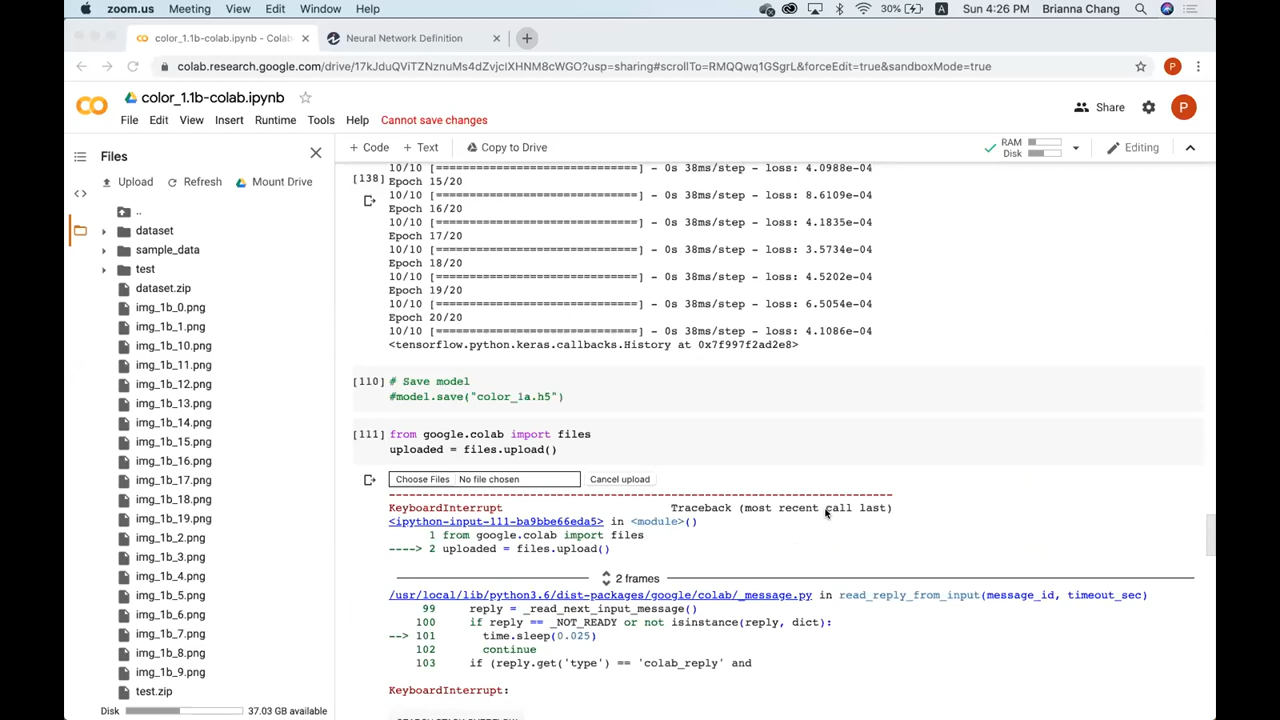 zoom.us Meeting View Edit Window Help 30% A Sun 4:26 PM Brianna Chang
color_1.1b-colab.ipynb - Colab Neural Network Definition
colab.research.google.com/drive/17kJduQViTZNznuMs4dZvjcIXHNM8cWGO?usp=sharing#scrollTo=RMQQwq1GSgrL&forceEdit=true&sandboxMode=true P
color_1.1b-colab.ipynb Share P
File Edit View Insert Runtime Tools Help Cannot save changes
Files + Code + Text Copy to Drive RAM Disk Editing
Upload Refresh Mount Drive
..
dataset
sample_data
test
dataset.zip
img_1b_0.png
img_1b_1.png
img_1b_10.png
img_1b_11.png
img_1b_12.png
img_1b_13.png
img_1b_14.png
img_1b_15.png
img_1b_16.png
img_1b_17.png
img_1b_18.png
img_1b_19.png
img_1b_2.png
img_1b_3.png
img_1b_4.png
img_1b_5.png
img_1b_6.png
img_1b_7.png
img_1b_8.png
img_1b_9.png
test.zip
Disk 37.03 GB available
10/10 [==============================] - 0s 38ms/step - loss: 4.0988e-04
[138] Epoch 15/20
10/10 [==============================] - 0s 38ms/step - loss: 8.6109e-04
Epoch 16/20
10/10 [==============================] - 0s 38ms/step - loss: 4.1835e-04
Epoch 17/20
10/10 [==============================] - 0s 38ms/step - loss: 3.5734e-04
Epoch 18/20
10/10 [==============================] - 0s 38ms/step - loss: 4.5202e-04
Epoch 19/20
10/10 [==============================] - 0s 38ms/step - loss: 6.5054e-04
Epoch 20/20
10/10 [==============================] - 0s 38ms/step - loss: 4.1086e-04
<tensorflow.python.keras.callbacks.History at 0x7f997f2ad2e8>
[110] # Save model
#model.save("color_1a.h5")
[111] from google.colab import files
uploaded = files.upload()
Choose Files No file chosen Cancel upload
---------------------------------------------------------------------------
KeyboardInterrupt Traceback (most recent call last)
<ipython-input-111-ba9bbe66eda5> in <module>()
1 from google.colab import files
----> 2 uploaded = files.upload()
2 frames
/usr/local/lib/python3.6/dist-packages/google/colab/_message.py in read_reply_from_input(message_id, timeout_sec)
99 reply = _read_next_input_message()
100 if reply == _NOT_READY or not isinstance(reply, dict):
--> 101 time.sleep(0.025)
102 continue
103 if (reply.get('type') == 'colab_reply' and
KeyboardInterrupt: